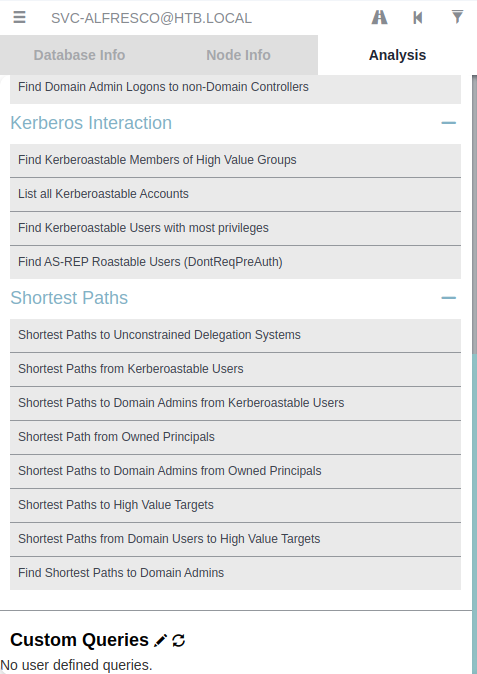 SVC-ALFRESCO@HTB.LOCAL
Database Info Node Info Analysis
Find Domain Admin Logons to non-Domain Controllers
Kerberos Interaction
Find Kerberoastable Members of High Value Groups
List all Kerberoastable Accounts
Find Kerberoastable Users with most privileges
Find AS-REP Roastable Users (DontReqPreAuth)
Shortest Paths
Shortest Paths to Unconstrained Delegation Systems
Shortest Paths from Kerberoastable Users
Shortest Paths to Domain Admins from Kerberoastable Users
Shortest Path from Owned Principals
Shortest Paths to Domain Admins from Owned Principals
Shortest Paths to High Value Targets
Shortest Paths from Domain Users to High Value Targets
Find Shortest Paths to Domain Admins
Custom Queries
No user defined queries.